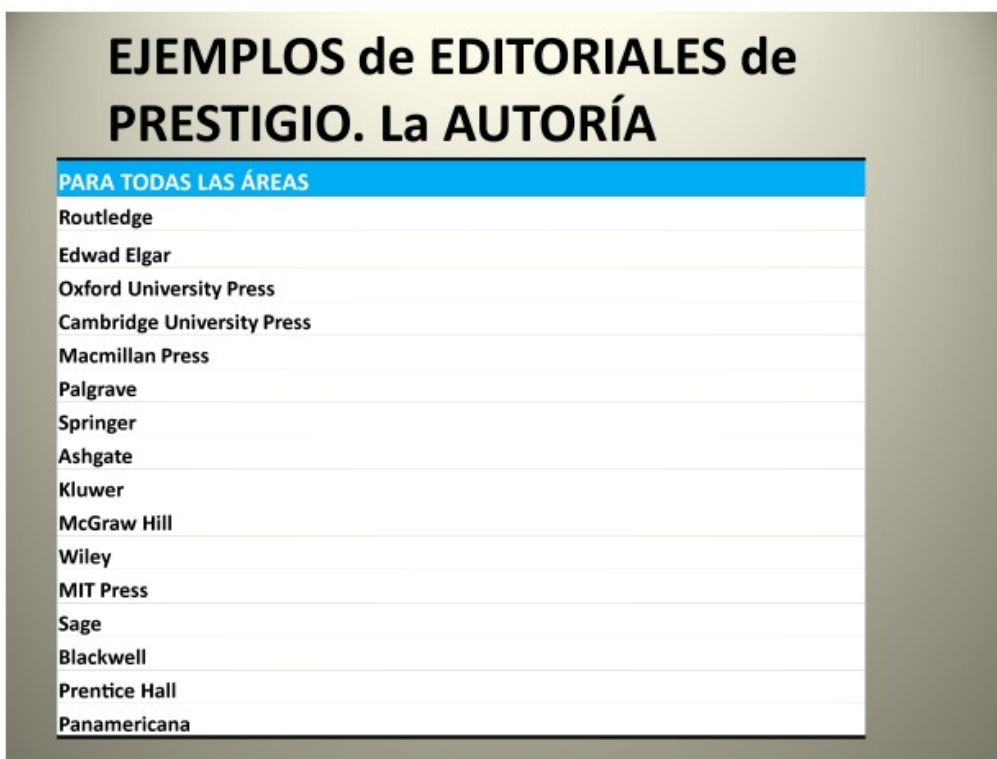 EJEMPLOS de EDITORIALES de
PRESTIGIO. La AUTORÍA
PARA TODAS LAS ÁREAS
Routledge
Edwad Elgar
Oxford University Press
Cambridge University Press
Macmillan Press
Palgrave
Springer
Ashgate
Kluwer
McGraw Hill
Wiley
MIT Press
Sage
Blackwell
Prentice Hall
Panamericana